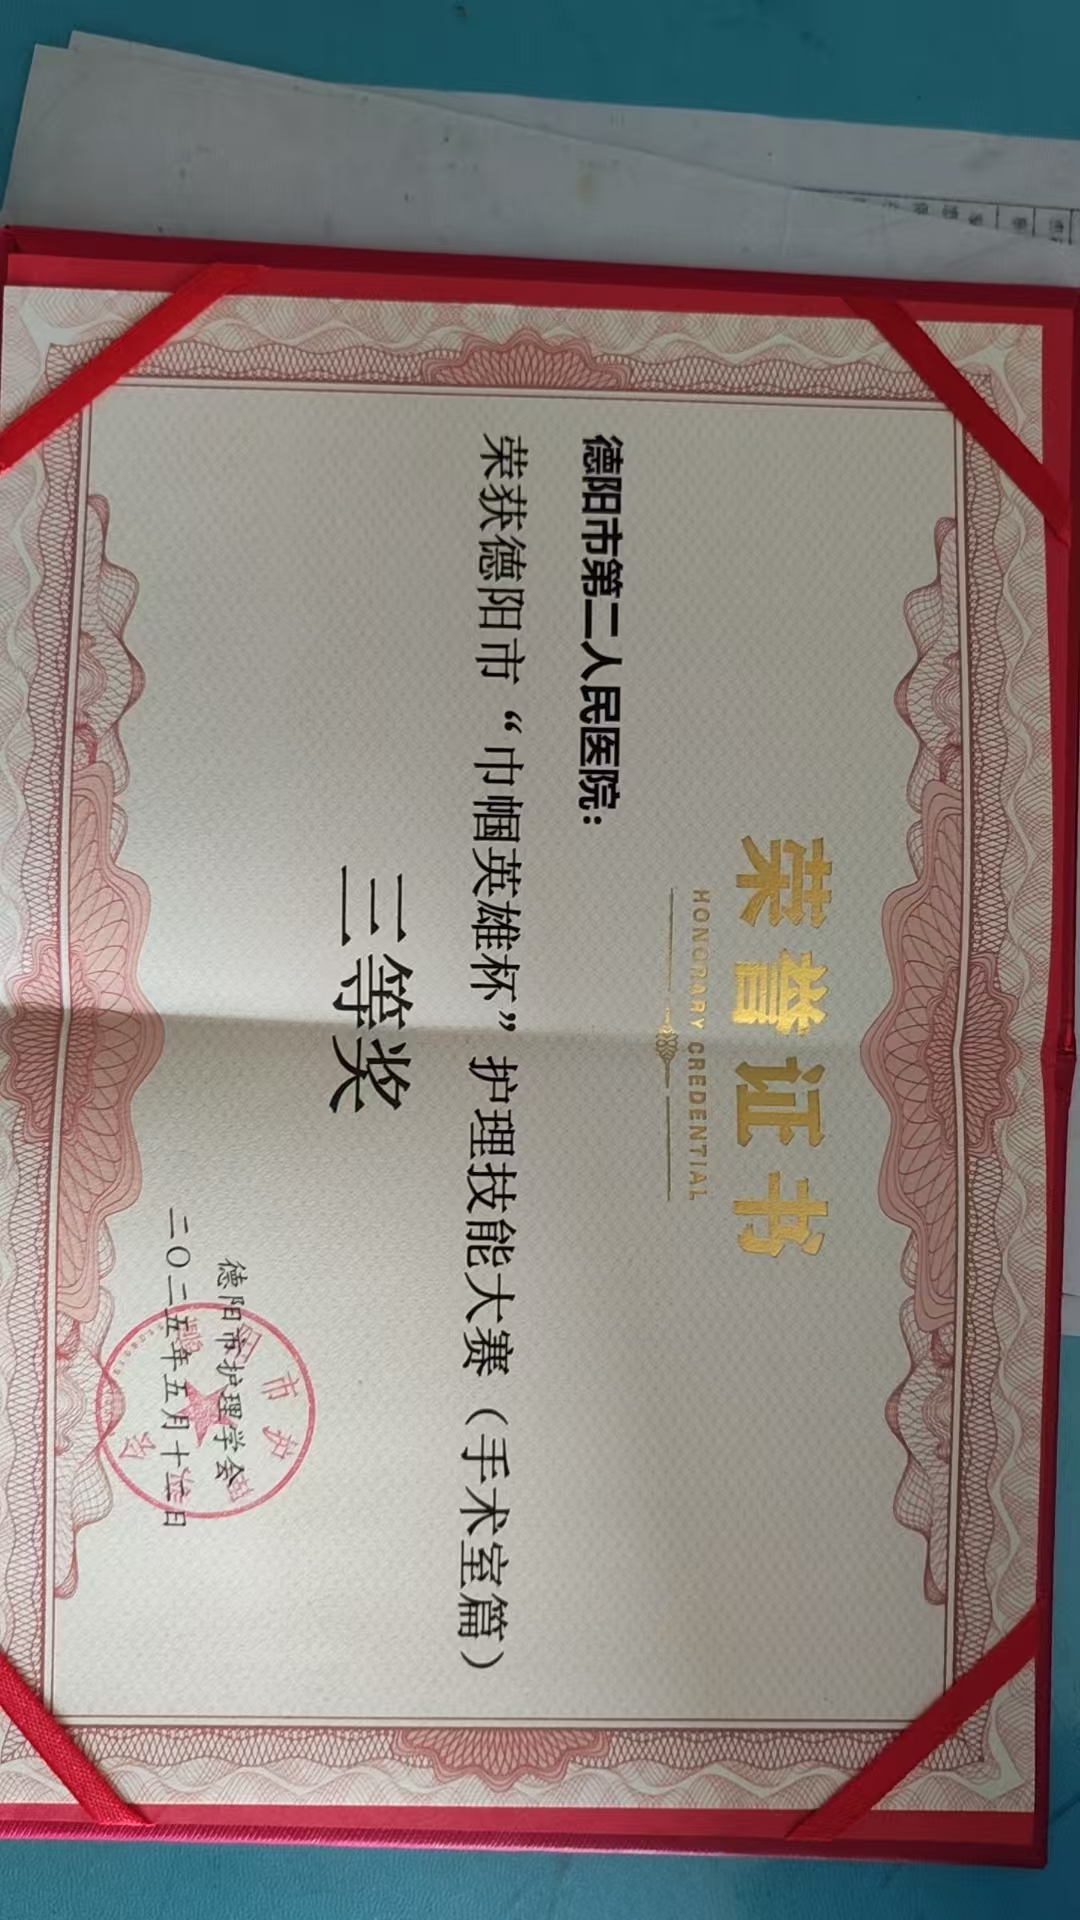 荣誉证书
HONORARY CREDENTIAL
德阳市第二人民医院：
荣获德阳市“巾帼英雄杯”护理技能大赛（手术室篇）
三等奖
德阳市护理学会
二〇二五年五月十二日